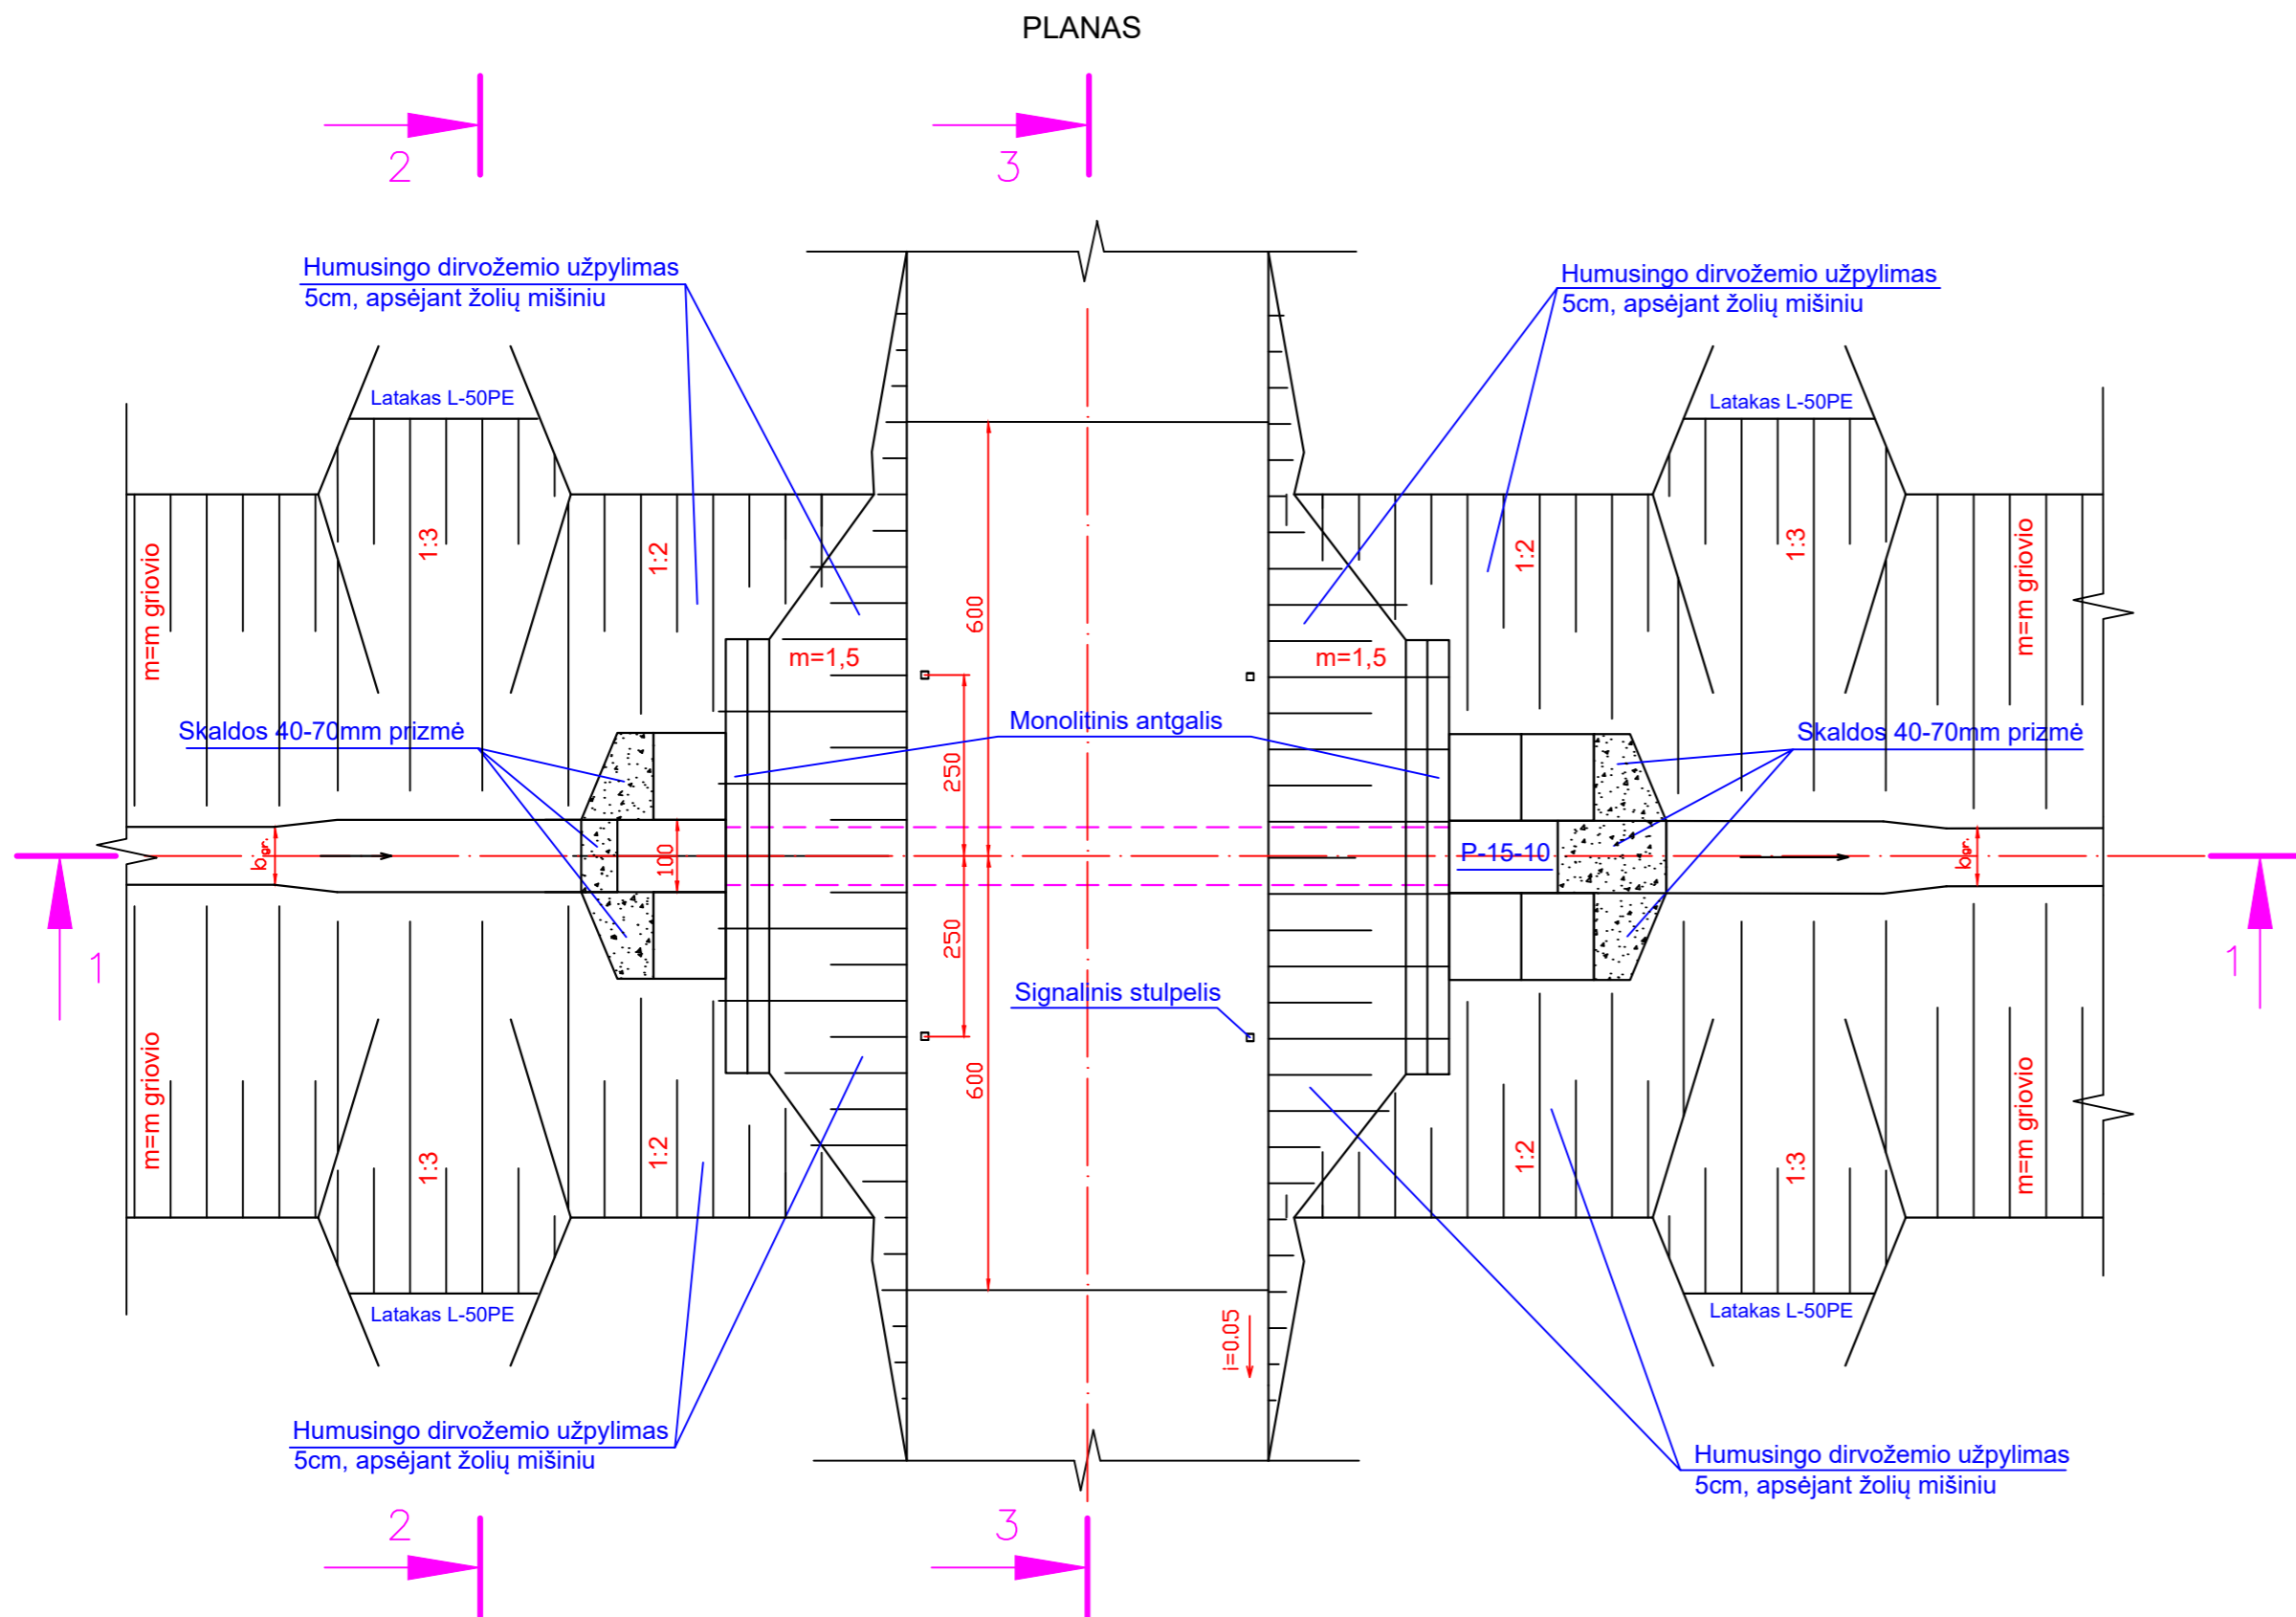 PLANAS
2
3
Humusingo dirvožemio užpylimas
5cm, apsėjant žolių mišiniu
Humusingo dirvožemio užpylimas
5cm, apsėjant žolių mišiniu
Latakas L-50PE
Latakas L-50PE
m=m griovio
1:3
1:2
600
1:2
1:3
m=m griovio
m=1,5
m=1,5
Skaldos 40-70mm prizmė
Monolitinis antgalis
Skaldos 40-70mm prizmė
250
bgr.
100
P-15-10
bgr.
250
1
1
Signalinis stulpelis
600
m=m griovio
1:3
1:2
1:2
1:3
m=m griovio
Latakas L-50PE
i=0.05
Latakas L-50PE
Humusingo dirvožemio užpylimas
5cm, apsėjant žolių mišiniu
Humusingo dirvožemio užpylimas
5cm, apsėjant žolių mišiniu
2
3